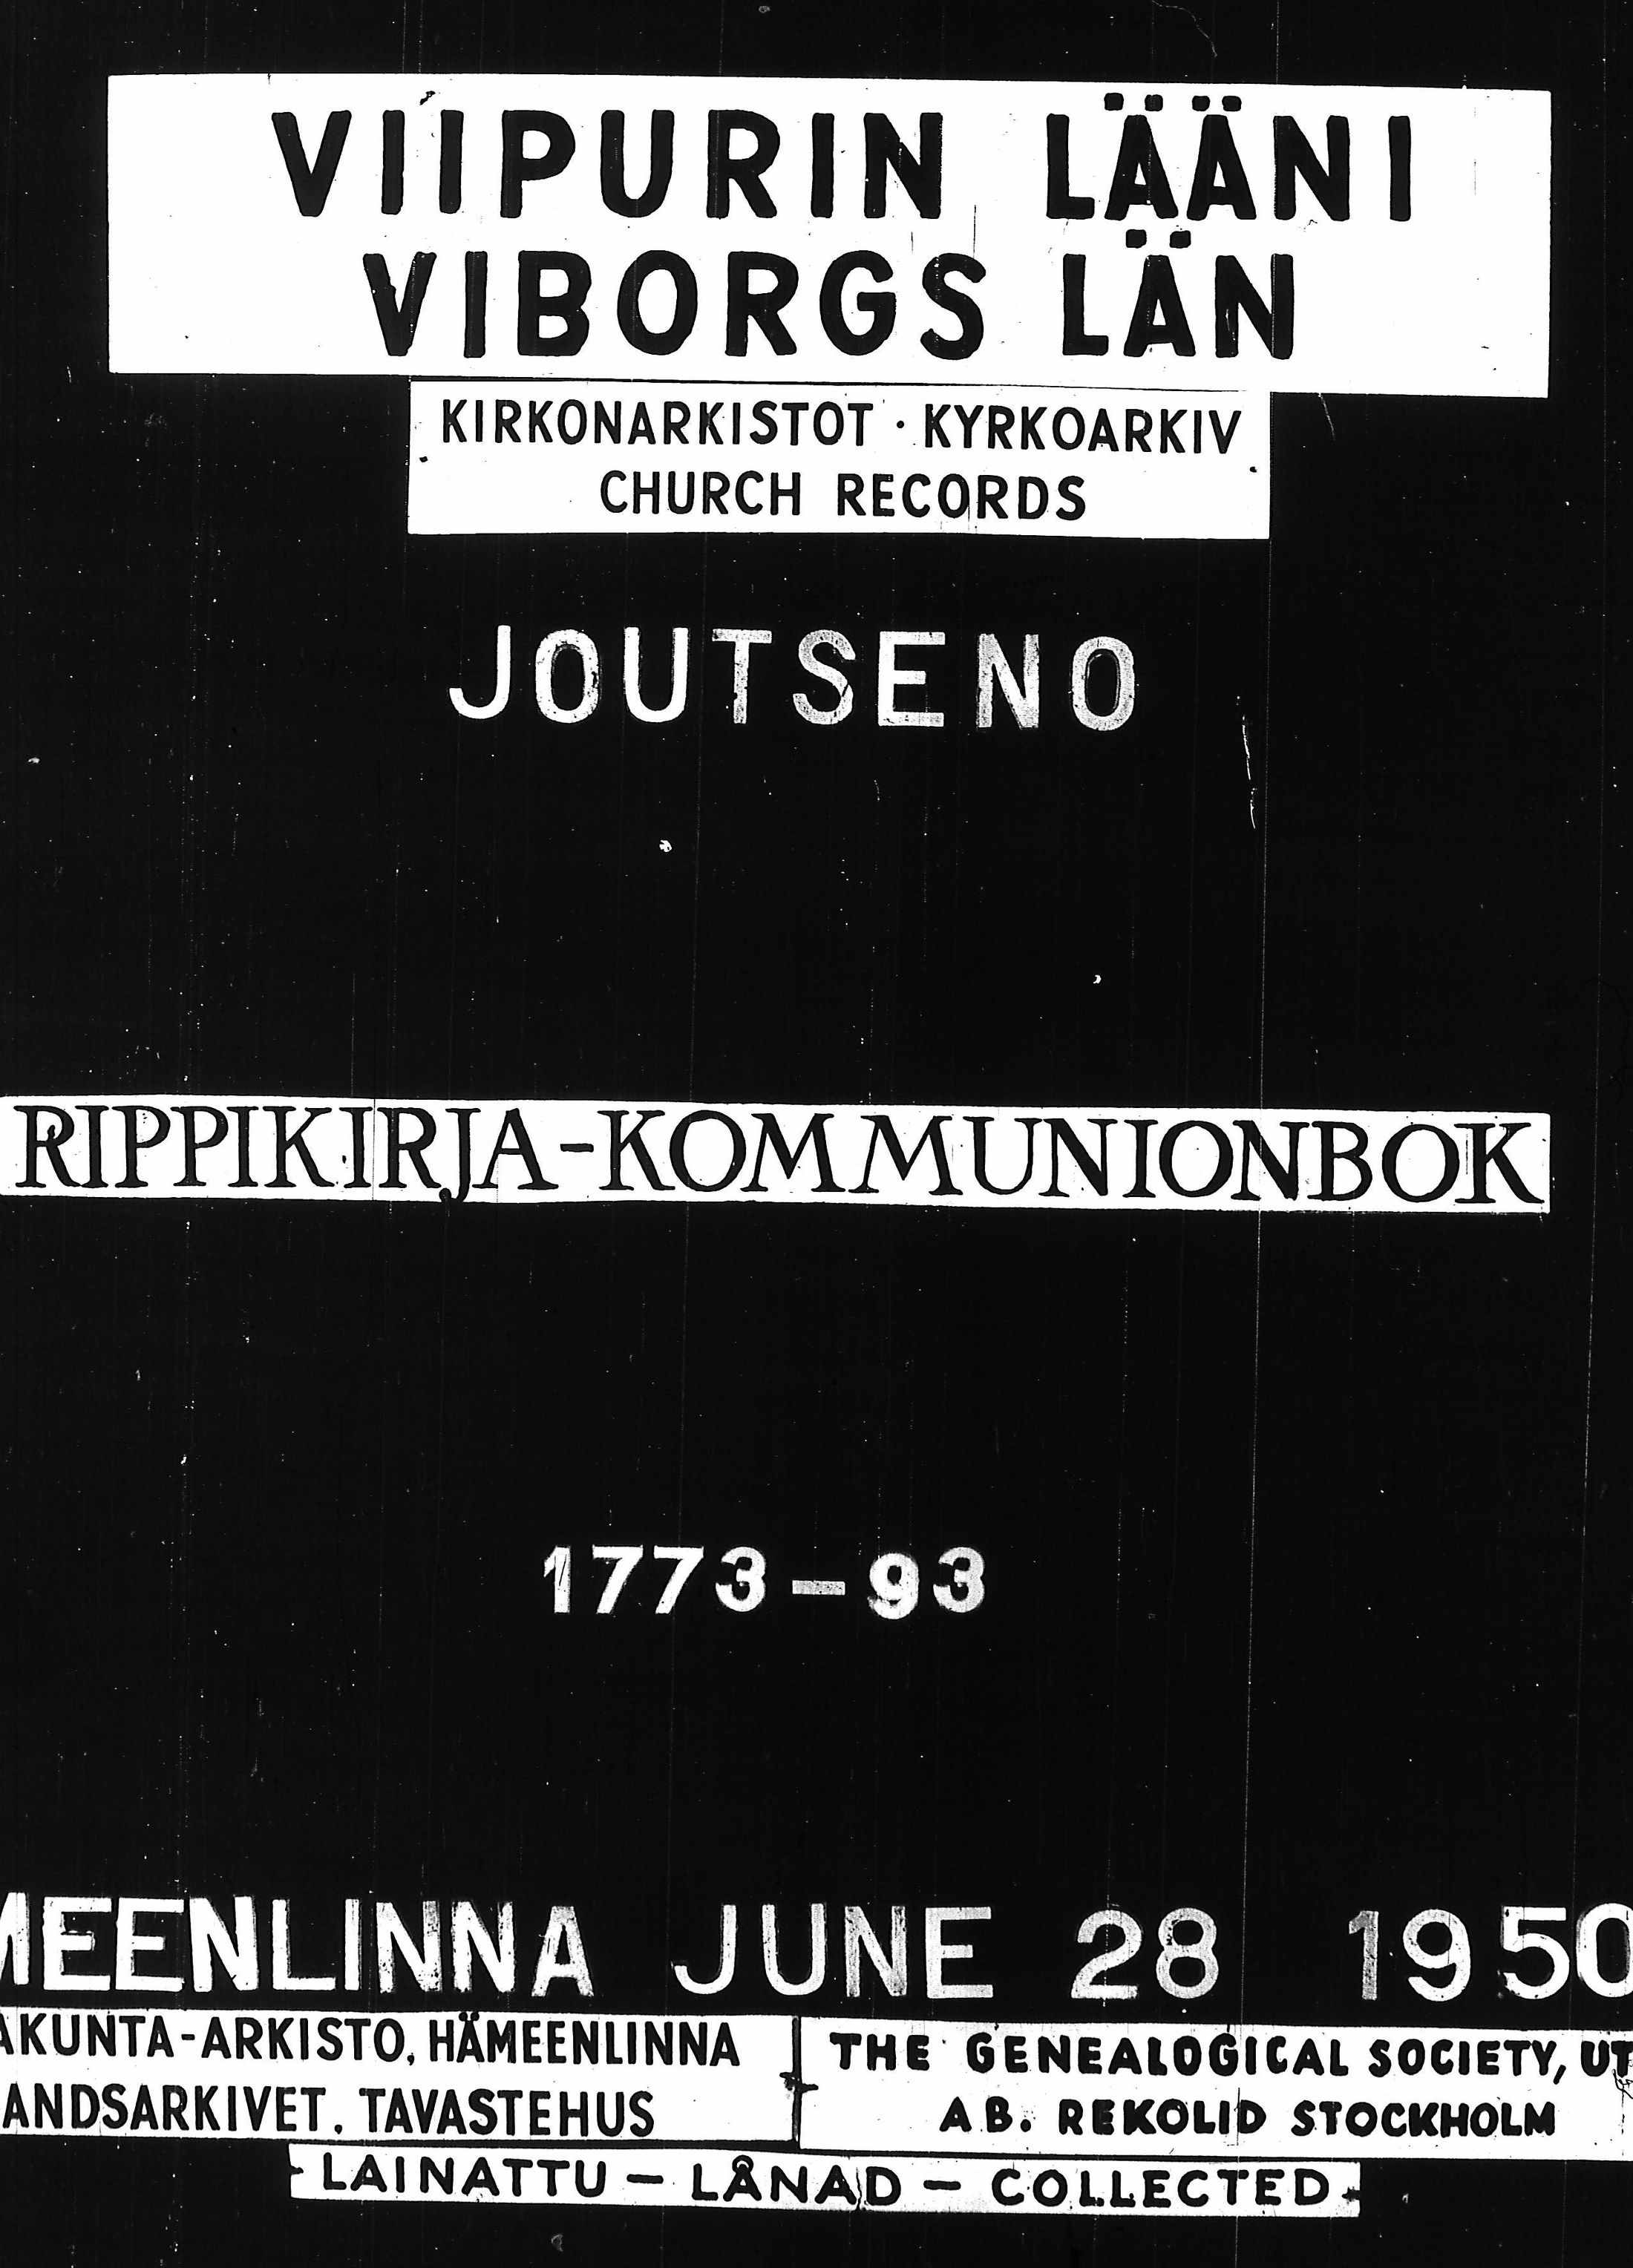 VIIPURIN LÄÄNI
VIBORGS LÄN
KIRKONARKISTOT · KYRKOARKIV
CHURCH RECORDS
JOUTSENO
RIPPIKIRJA-KOMMUNIONBOK
1773-93
MEENLINNA JUNE 28 1950
AKUNTA-ARKISTO, HÄMEENLINNA
ANDSARKIVET. TAVASTEHUS
THE GENEALOGICAL SOCIETY, UT
AB. REKOLID STOCKHOLM
LAINATTU - LÅNAD - COLLECTED